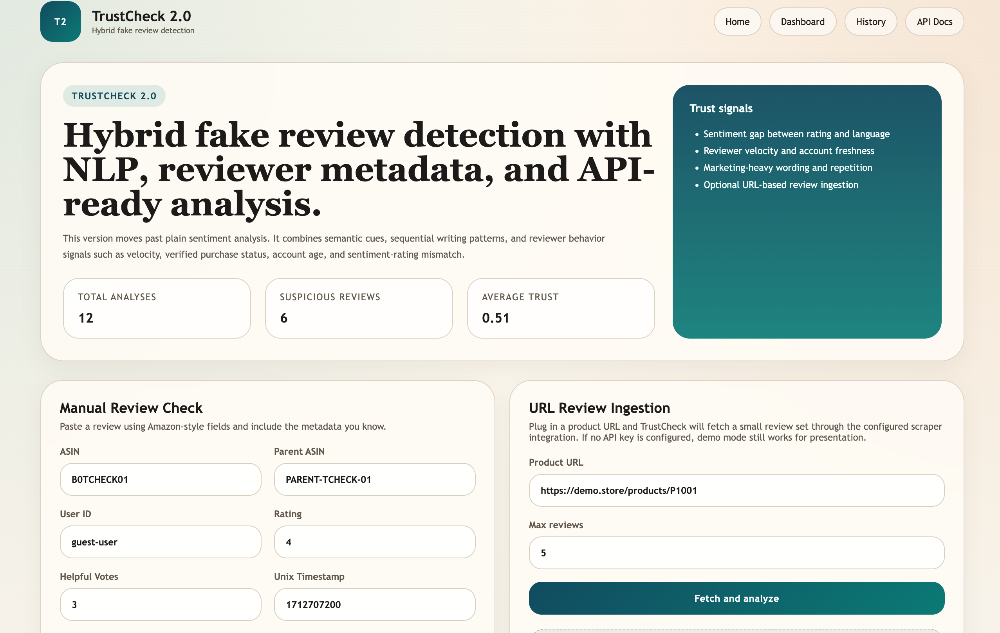 T2
TrustCheck 2.0
Hybrid fake review detection
Home
Dashboard
History
API Docs
TRUSTCHECK 2.0
Hybrid fake review detection with
NLP, reviewer metadata, and API-
ready analysis.
This version moves past plain sentiment analysis. It combines semantic cues, sequential writing patterns, and reviewer behavior
signals such as velocity, verified purchase status, account age, and sentiment-rating mismatch.
TOTAL ANALYSES
12
SUSPICIOUS REVIEWS
6
AVERAGE TRUST
0.51
Trust signals
• Sentiment gap between rating and language
• Reviewer velocity and account freshness
• Marketing-heavy wording and repetition
• Optional URL-based review ingestion
Manual Review Check
Paste a review using Amazon-style fields and include the metadata you know.
ASIN
B0TCHECK01
Parent ASIN
PARENT-TCHECK-01
User ID
guest-user
Rating
4
Helpful Votes
3
Unix Timestamp
1712707200
URL Review Ingestion
Plug in a product URL and TrustCheck will fetch a small review set through the configured scraper
integration. If no API key is configured, demo mode still works for presentation.
Product URL
https://demo.store/products/P1001
Max reviews
5
Fetch and analyze